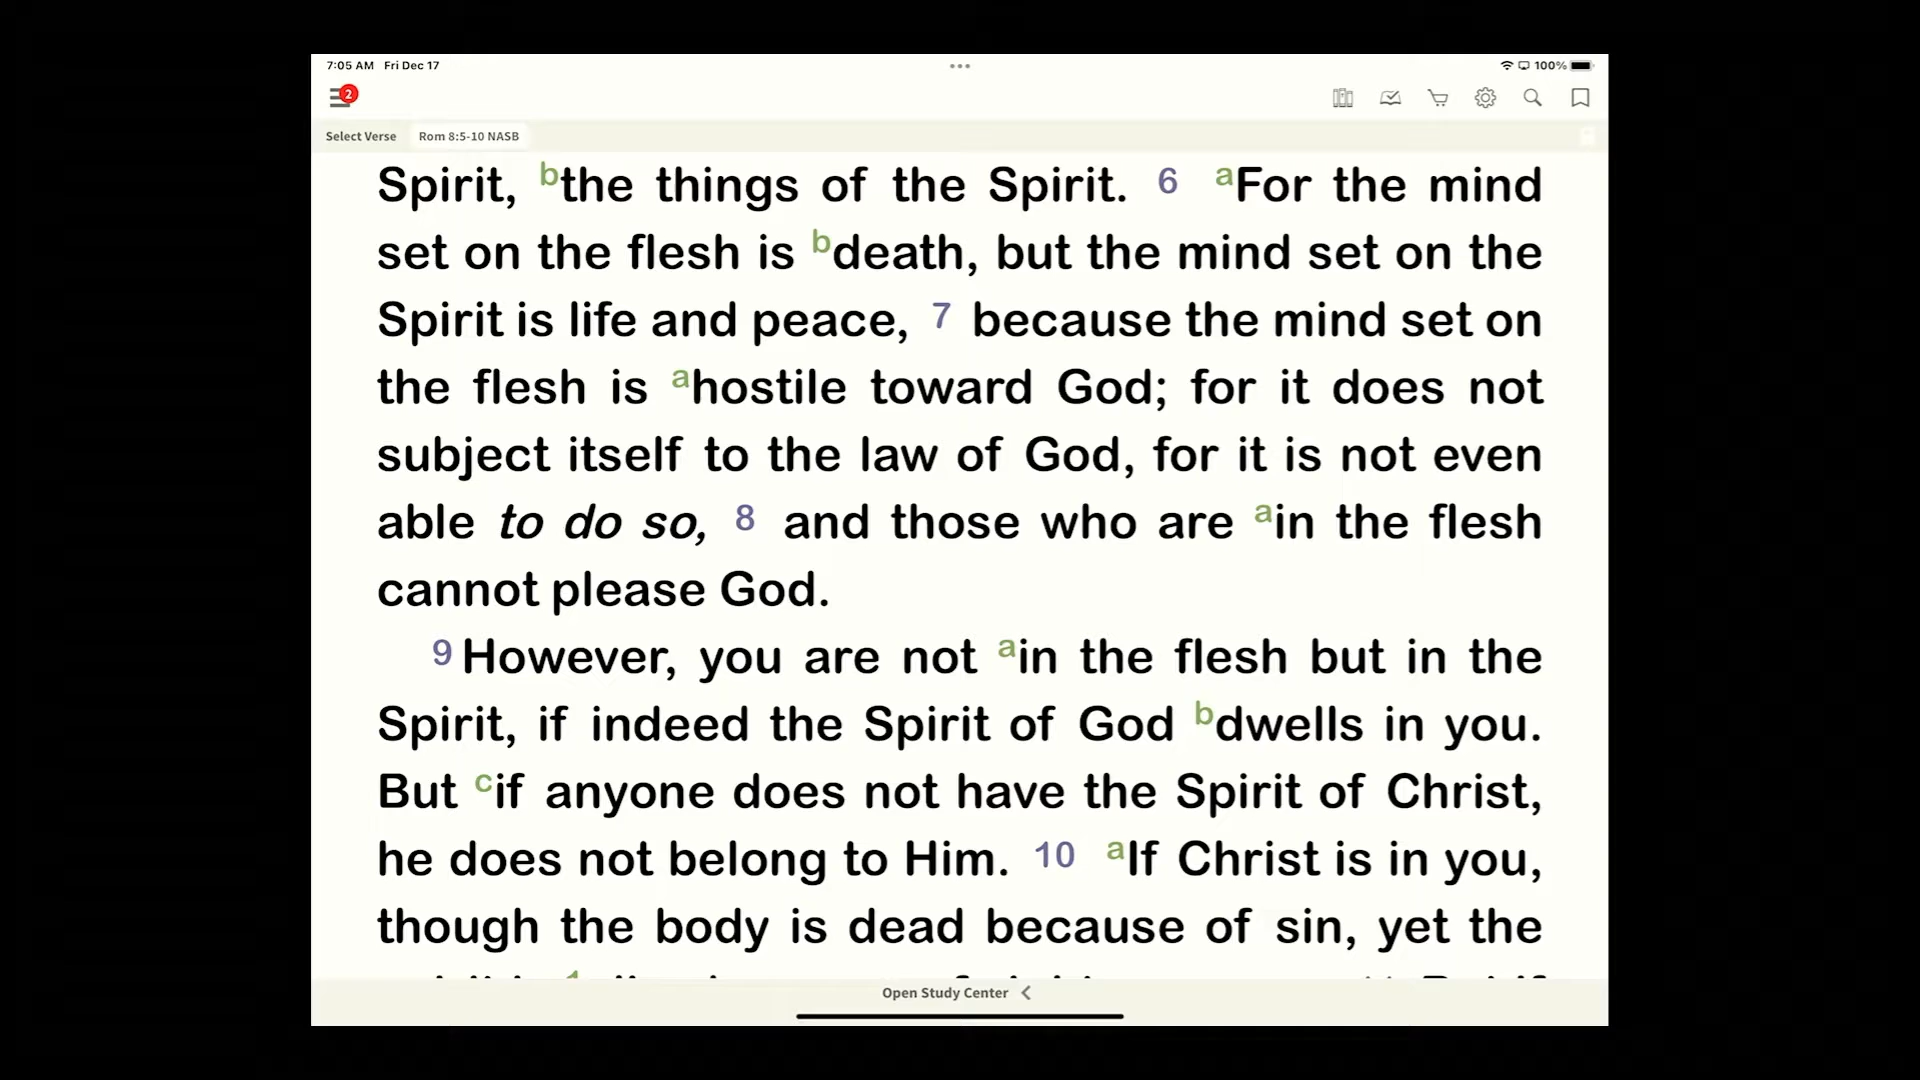 7:05 AM Fri Dec 17
100%
2
Select Verse Rom 8:5-10 NASB
Spirit, bthe things of the Spirit. 6 aFor the mind
set on the flesh is bdeath, but the mind set on the
Spirit is life and peace, 7 because the mind set on
the flesh is ahostile toward God; for it does not
subject itself to the law of God, for it is not even
able to do so, 8 and those who are ain the flesh
cannot please God.
9 However, you are not ain the flesh but in the
Spirit, if indeed the Spirit of God bdwells in you.
But cif anyone does not have the Spirit of Christ,
he does not belong to Him. 10 aIf Christ is in you,
though the body is dead because of sin, yet the
Open Study Center